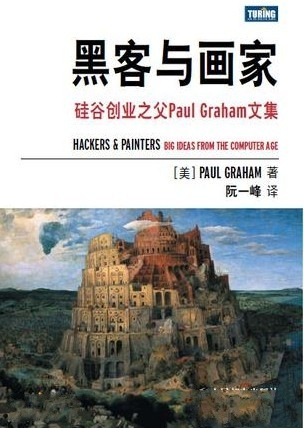 TURING
黑客与画家
硅谷创业之父Paul Graham文集
HACKERS & PAINTERS BIG IDEAS FROM THE COMPUTER AGE
[美] PAUL GRAHAM 著
阮一峰 译